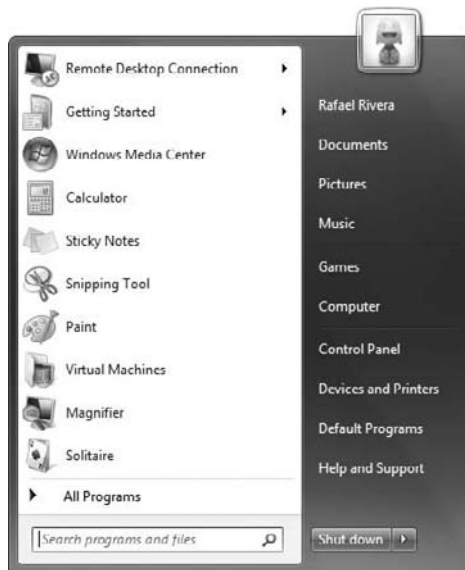 Remote Desktop Connection
Getting Started
Windows Media Center
Calculator
Sticky Notes
Snipping Tool
Paint
Virtual Machines
Magnifier
Solitaire
All Programs
Search programs and files
Rafael Rivera
Documents
Pictures
Music
Games
Computer
Control Panel
Devices and Printers
Default Programs
Help and Support
Shut down